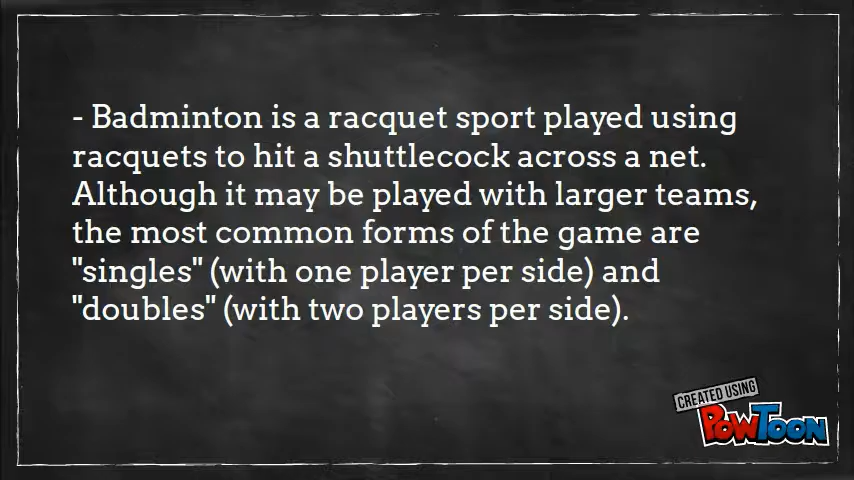 - Badminton is a racquet sport played using
racquets to hit a shuttlecock across a net.
Although it may be played with larger teams,
the most common forms of the game are
"singles" (with one player per side) and
"doubles" (with two players per side).
CREATED USING
POWTOON